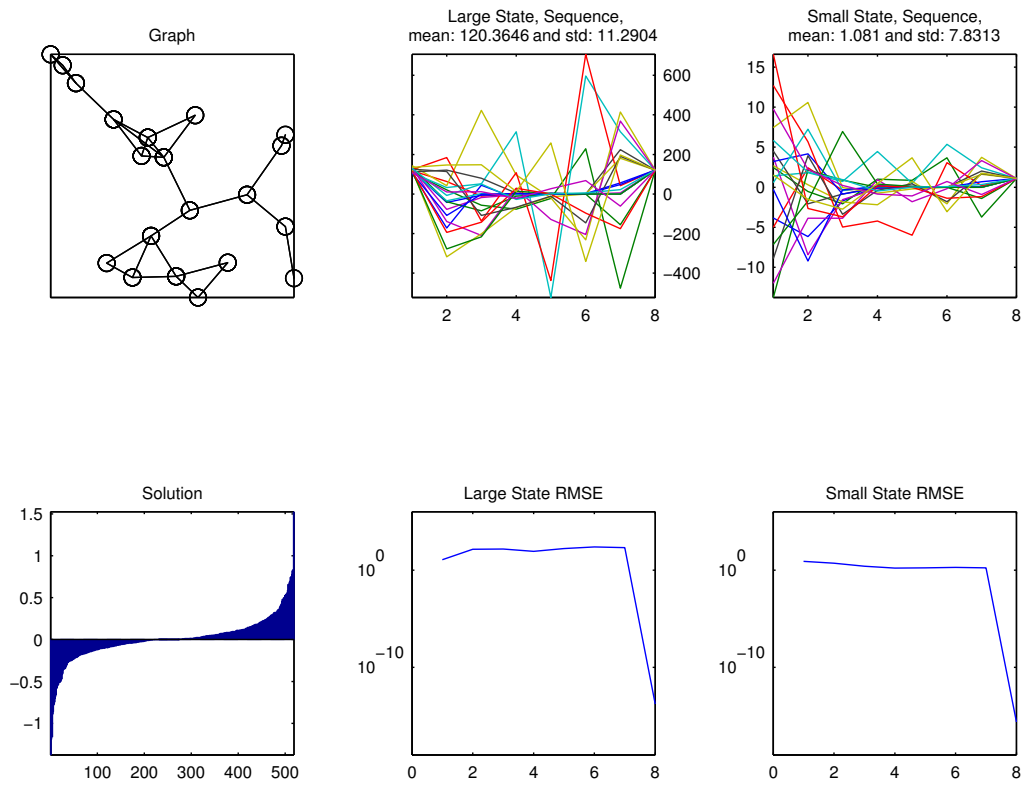 Graph
Large State, Sequence,
mean: 120.3646 and std: 11.2904
Small State, Sequence,
mean: 1.081 and std: 7.8313
600
400
200
0
−200
−400
2 4 6 8
15
10
5
0
−5
−10
2 4 6 8
Solution
Large State RMSE
Small State RMSE
1.5
1
0.5
0
−0.5
−1
100 200 300 400 500
10^0
10^−10
0 2 4 6 8
10^0
10^−10
0 2 4 6 8